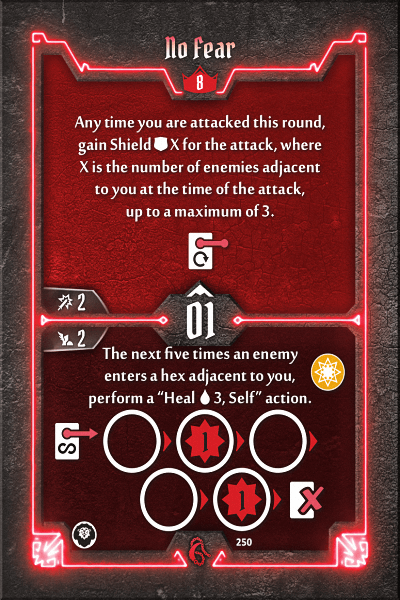 No Fear
8
Any time you are attacked this round,
gain Shield X for the attack, where
X is the number of enemies adjacent
to you at the time of the attack,
up to a maximum of 3.
2
01
2
The next five times an enemy
enters a hex adjacent to you,
perform a “Heal 3, Self” action.
1
1
250